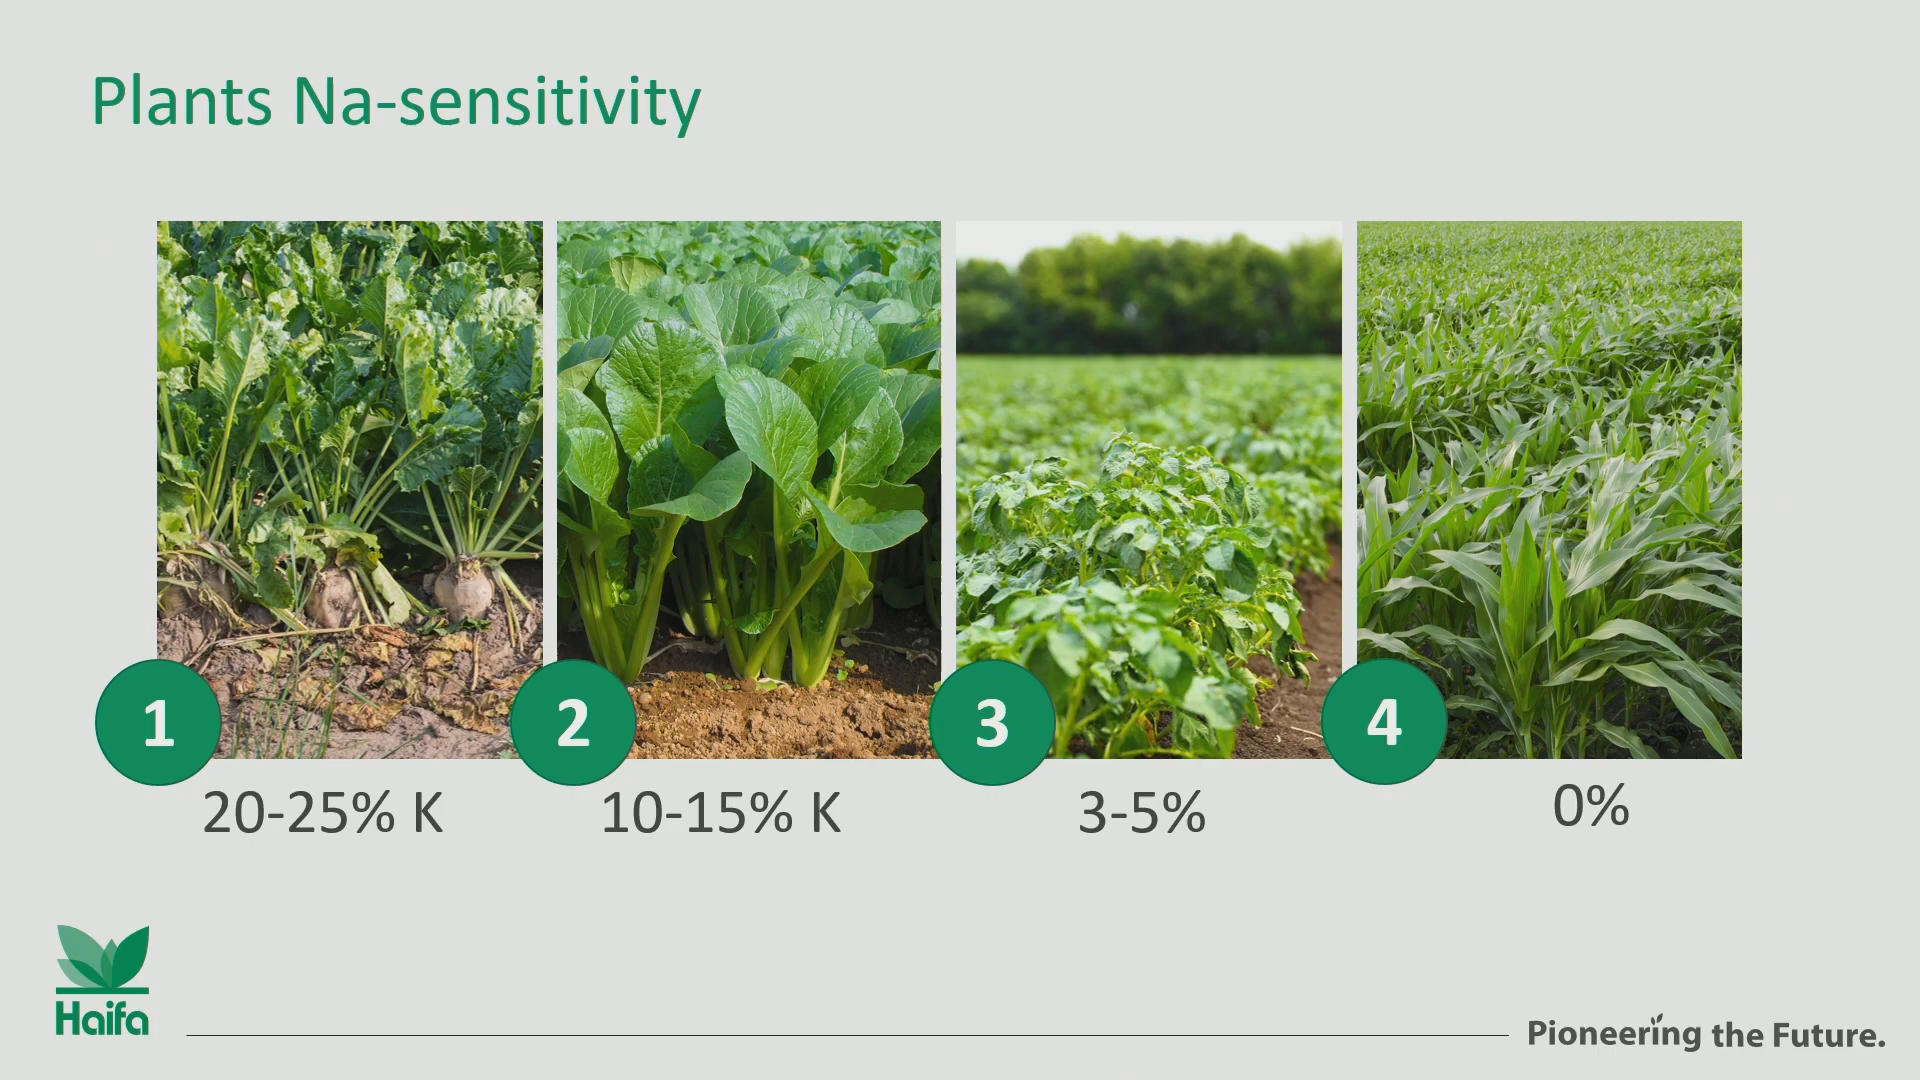 Plants Na-sensitivity
1
2
3
4
20-25% K
10-15% K
3-5%
0%
Haifa
Pioneering the Future.